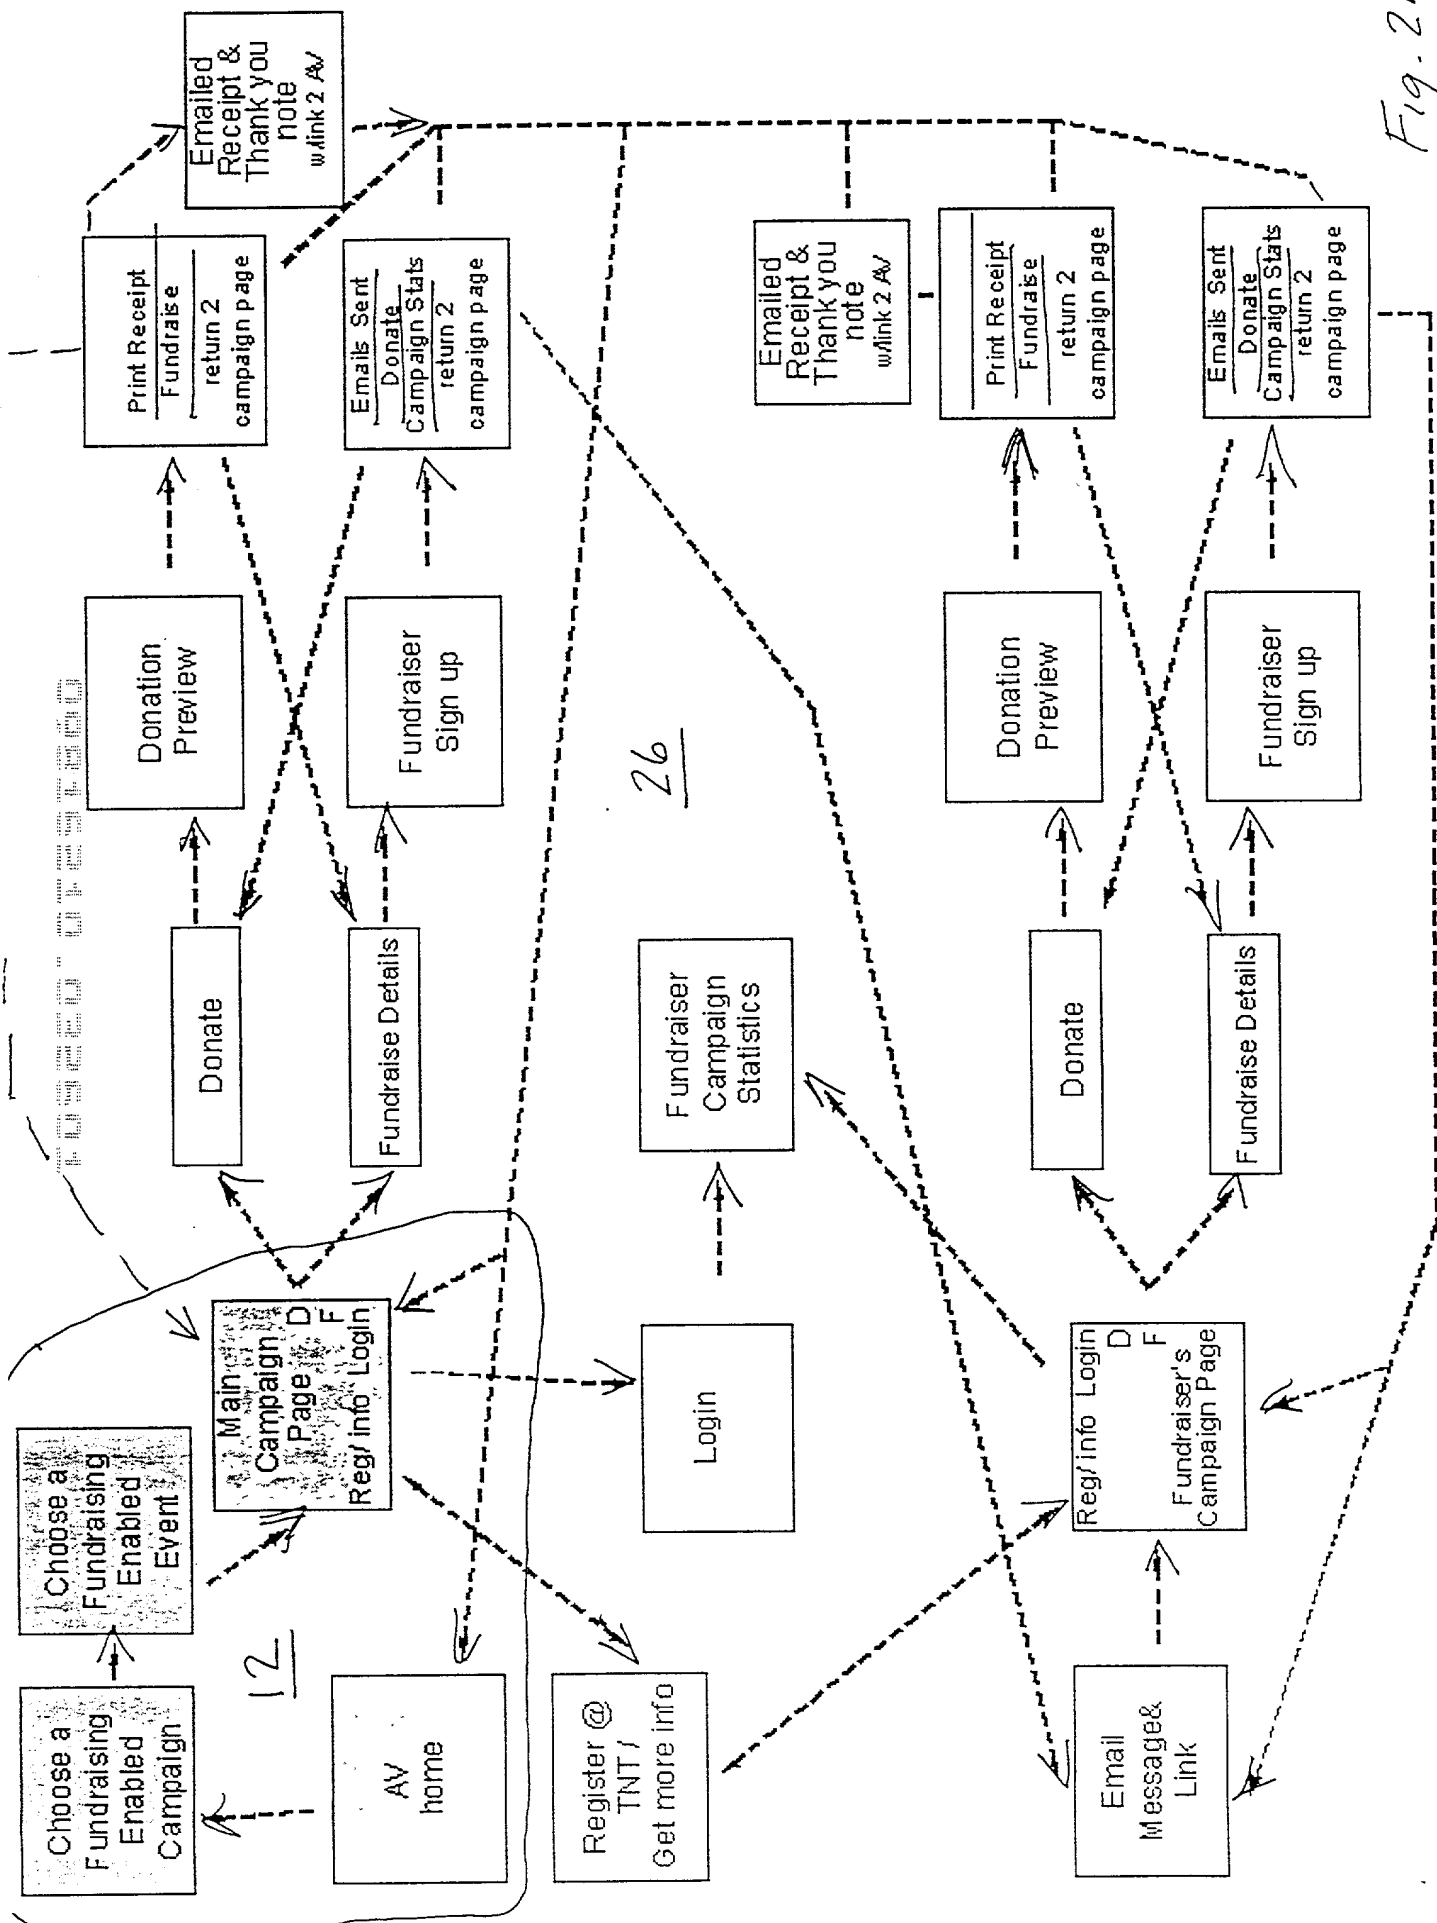 Choose a
Fundraising
Enabled
Campaign
Choose a
Fundraising
Enabled
Event
12
AV
home
Main
Campaign
Page D
F
Reg/ info Login
Donate
Fundraise Details
Donation
Preview
Fundraiser
Sign up
Print Receipt
Fundraise
return 2
campaign page
Emailed
Receipt &
Thank you
note
w/link 2 AV
Emails Sent
Donate
Campaign Stats
return 2
campaign page
Register @
TNT /
Get more info
Login
Fundraiser
Campaign
Statistics
26
Email
Message&
Link
Reg/ info Login
D
F
Fundraiser's
Campaign Page
Donate
Fundraise Details
Donation
Preview
Fundraiser
Sign up
Emailed
Receipt &
Thank you
note
w/link 2 AV
Print Receipt
Fundraise
return 2
campaign page
Emails Sent
Donate
Campaign Stats
return 2
campaign page
Fig. 2